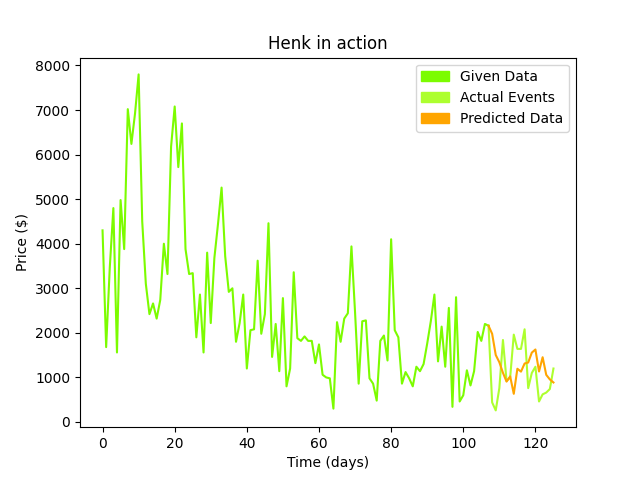 Henk in action
Given Data
Actual Events
Predicted Data
Price ($)
8000
7000
6000
5000
4000
3000
2000
1000
0
0 20 40 60 80 100 120
Time (days)